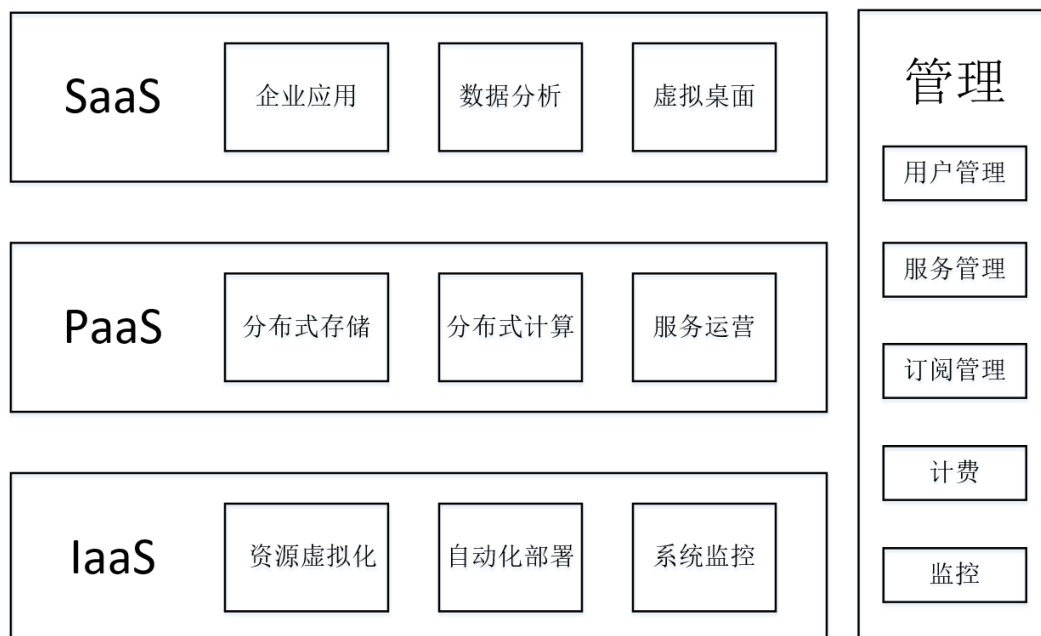 SaaS
企业应用
数据分析
虚拟桌面
PaaS
分布式存储
分布式计算
服务运营
IaaS
资源虚拟化
自动化部署
系统监控
管理
用户管理
服务管理
订阅管理
计费
监控